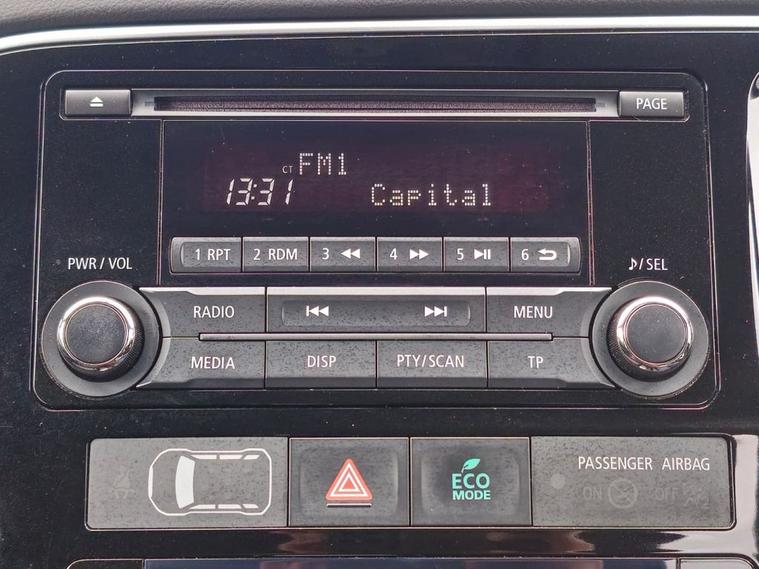 PAGE
CT FM1
13:31 Capital
PWR / VOL
1 RPT 2 RDM 3 4 5 6
♪/SEL
RADIO MENU
MEDIA DISP PTY/SCAN TP
ECO
MODE
PASSENGER AIRBAG
ON OFF